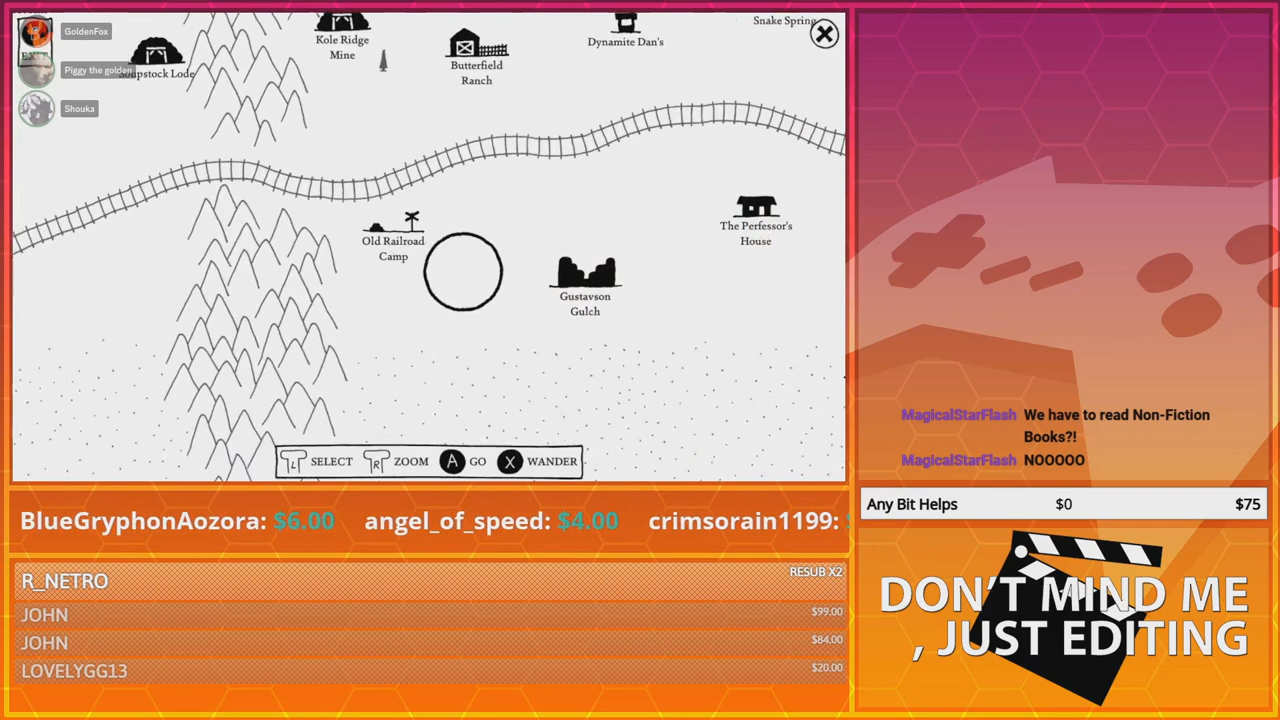 GoldenFox
Piggy the golden
Shouka
Soapstock Lode
Kole Ridge
Mine
Butterfield
Ranch
Dynamite Dan's
Snake Spring
Old Railroad
Camp
Gustavson
Gulch
The Perfessor's
House
L SELECT R ZOOM A GO X WANDER
MagicalStarFlash We have to read Non-Fiction
Books?!
MagicalStarFlash NOOOOO
Any Bit Helps $0 $75
BlueGryphonAozora: $6.00 angel_of_speed: $4.00 crimsorain1199:
R_NETRO RESUB X2
JOHN $99.00
JOHN $84.00
LOVELYGG13 $20.00
DON'T MIND ME
, JUST EDITING